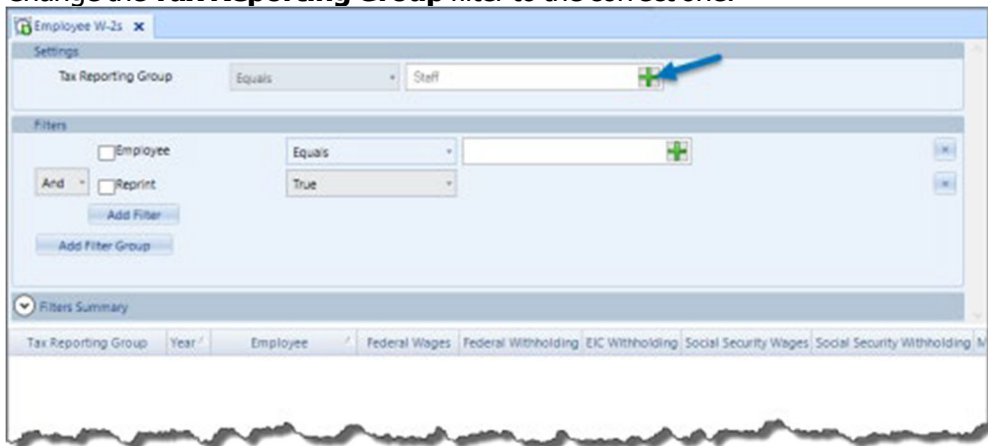 Change the Tax Reporting Group filter to the correct one.
Employee W-2s
Settings
Tax Reporting Group Equals Staff
Filters
Employee Equals
And Reprint True
Add Filter
Add Filter Group
Filters Summary
Tax Reporting Group Year Employee Federal Wages Federal Withholding EIC Withholding Social Security Wages Social Security Withholding